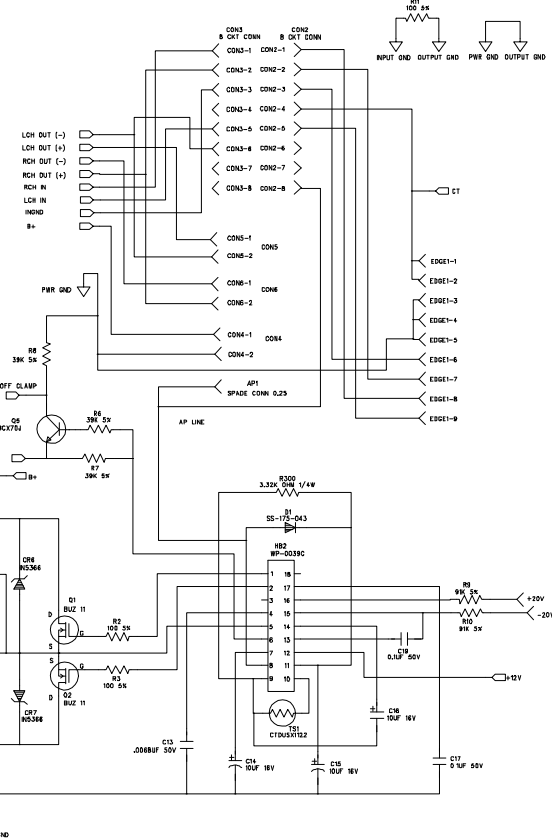 R11
100 5%
INPUT GND OUTPUT GND
PWR GND OUTPUT GND
CON3
8 CKT CONN
CON2
8 CKT CONN
CON3-1 CON2-1
CON3-2 CON2-2
CON3-3 CON2-3
CON3-4 CON2-4
CON3-5 CON2-5
CON3-6 CON2-6
CON3-7 CON2-7
CON3-8 CON2-8
LCH OUT (-)
LCH OUT (+)
RCH OUT (-)
RCH OUT (+)
RCH IN
LCH IN
INGND
B+
CT
CON5-1
CON5
CON5-2
CON6-1
CON6
CON6-2
CON4-1
CON4
CON4-2
EDGE1-1
EDGE1-2
EDGE1-3
EDGE1-4
EDGE1-5
EDGE1-6
EDGE1-7
EDGE1-8
EDGE1-9
PWR GND
R8
39K 5%
OFF CLAMP
Q5
R6
39K 5%
R7
39K 5%
B+
AP1
SPADE CONN 0.25
AP LINE
R300
3.32K OHM 1/4W
D1
SS-175-043
HB2
WP-0039C
1 18
2 17
3 16
4 15
5 14
6 13
7 12
8 11
9 10
R9
91K 5%
+20V
R10
91K 5%
-20V
C19
0.1UF 50V
+12V
CR6
IN5366
Q1
BUZ 11
D
G
S
R2
100 5%
S
G
D
Q2
BUZ 11
R3
100 5%
CR7
IN5366
TS1
CTDUSX1122
C16
10UF 16V
C13
.0068UF 50V
C14
10UF 16V
C15
10UF 16V
C17
0.1UF 50V
ND